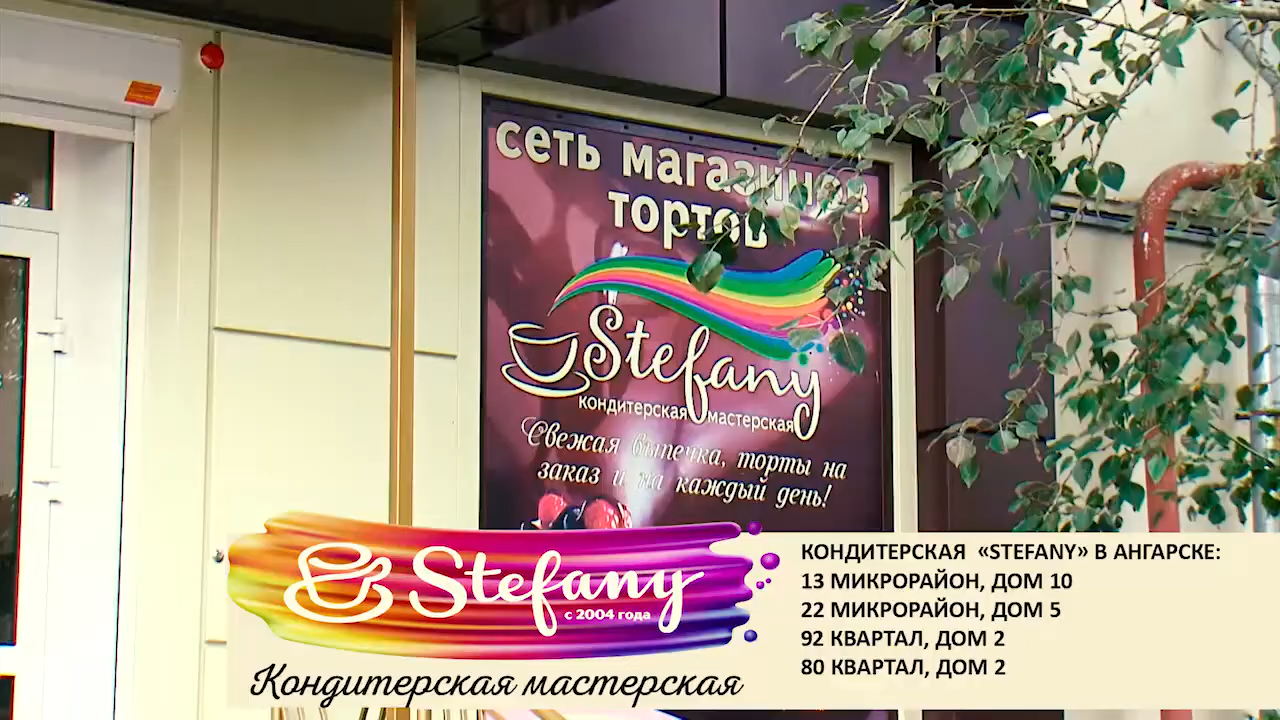 сеть магазинов
тортов
Stefany
кондитерская мастерская
Свежая выпечка, торты на
заказ и на каждый день!
Stefany
с 2004 года
Кондитерская мастерская
КОНДИТЕРСКАЯ «STEFANY» В АНГАРСКЕ:
13 МИКРОРАЙОН, ДОМ 10
22 МИКРОРАЙОН, ДОМ 5
92 КВАРТАЛ, ДОМ 2
80 КВАРТАЛ, ДОМ 2